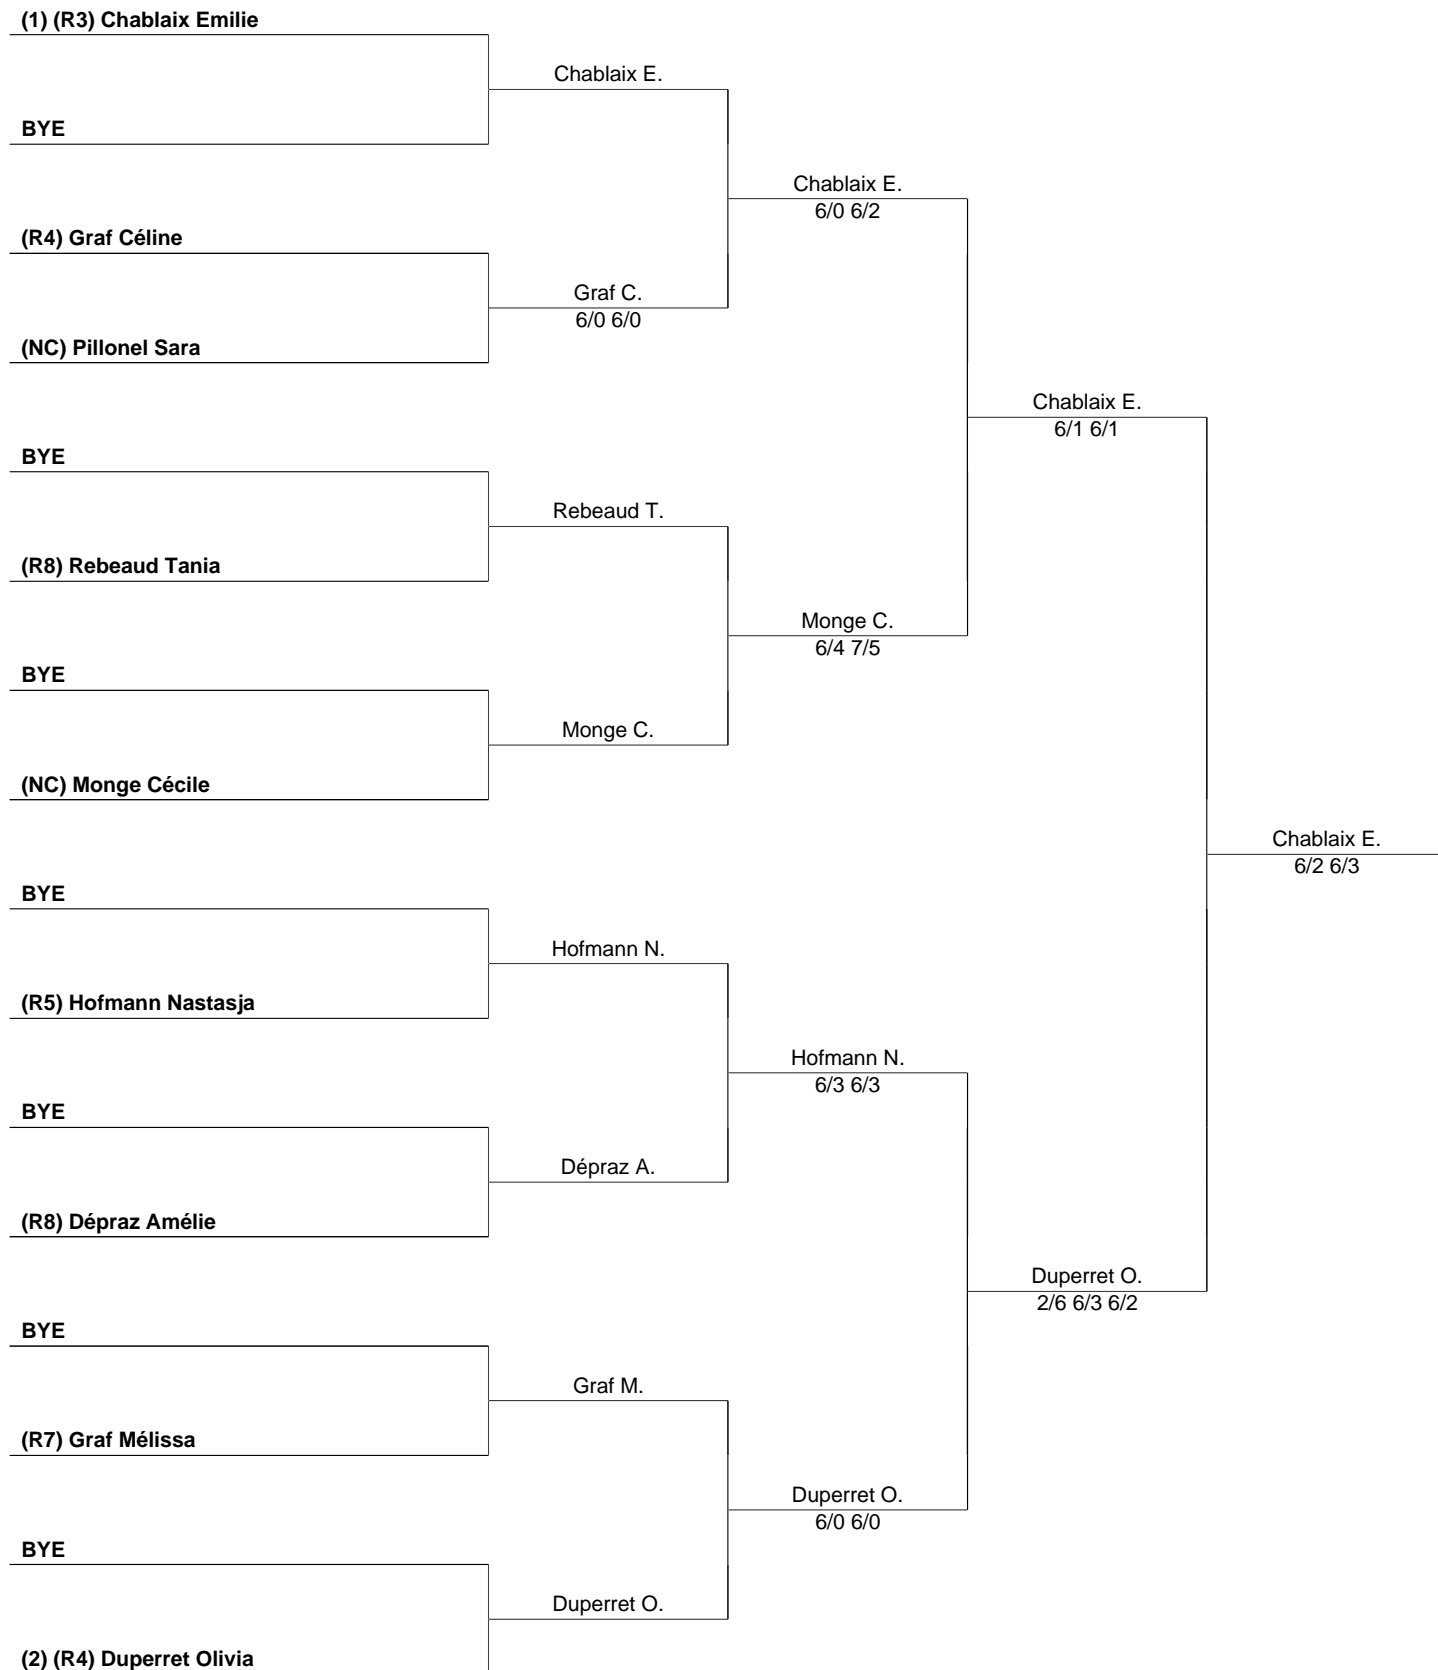 (1) (R3) Chablaix Emilie
Chablaix E.
BYE
Chablaix E.
6/0 6/2
(R4) Graf Céline
Graf C.
6/0 6/0
(NC) Pillonel Sara
Chablaix E.
6/1 6/1
BYE
Rebeaud T.
(R8) Rebeaud Tania
Monge C.
6/4 7/5
BYE
Monge C.
(NC) Monge Cécile
Chablaix E.
6/2 6/3
BYE
Hofmann N.
(R5) Hofmann Nastasja
Hofmann N.
6/3 6/3
BYE
Dépraz A.
(R8) Dépraz Amélie
Duperret O.
2/6 6/3 6/2
BYE
Graf M.
(R7) Graf Mélissa
Duperret O.
6/0 6/0
BYE
Duperret O.
(2) (R4) Duperret Olivia